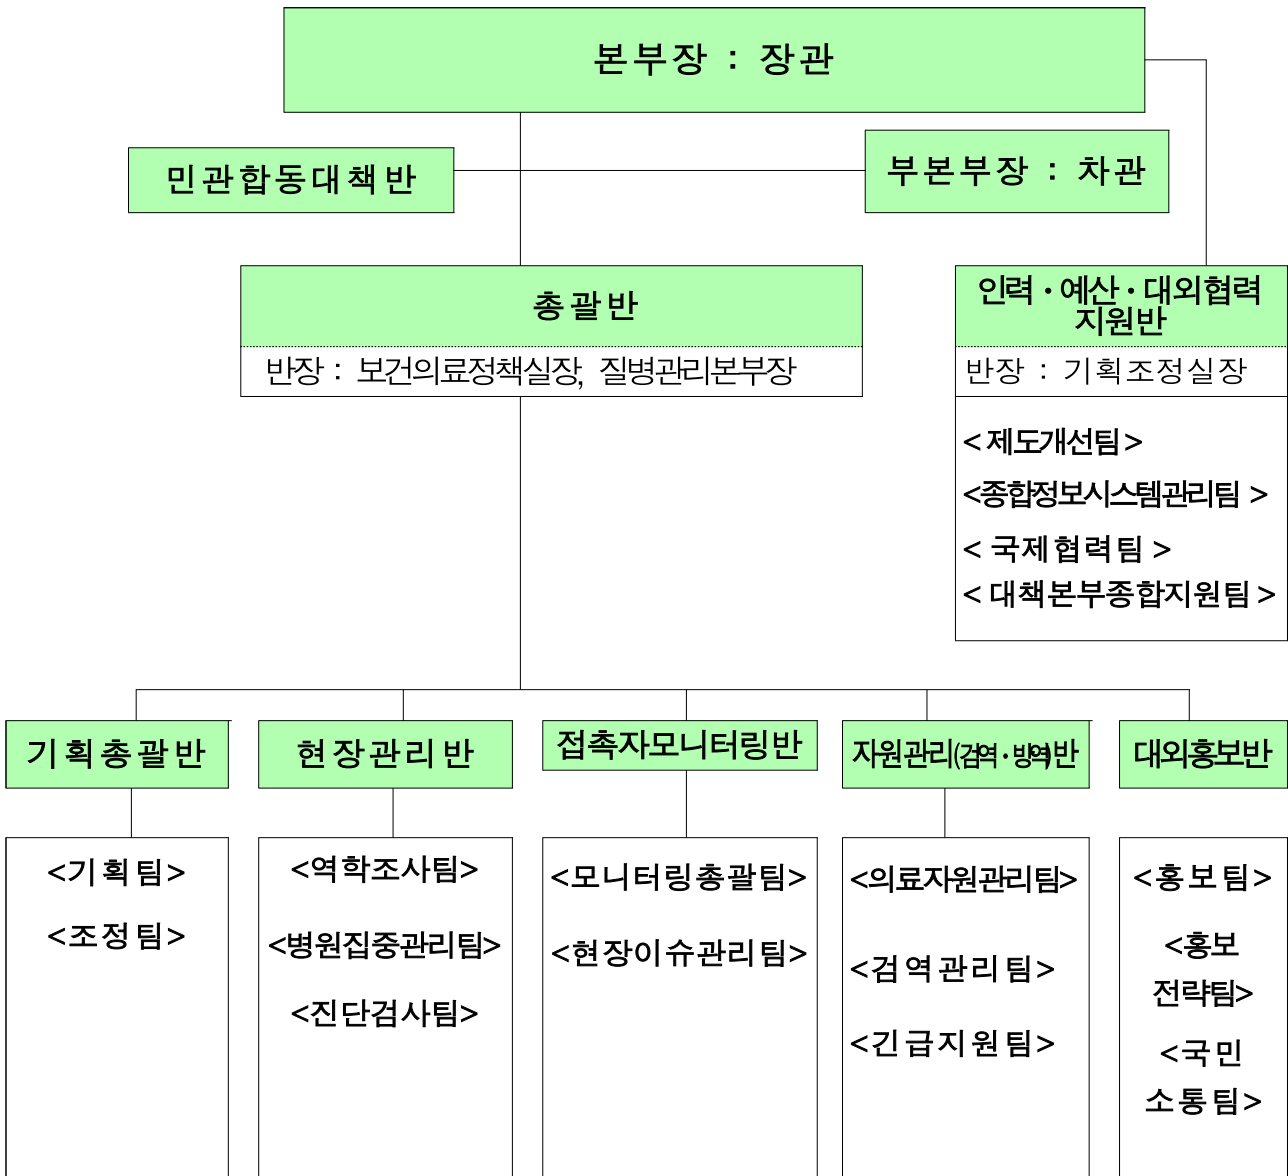 본부장 : 장관
민관합동대책반
부본부장 : 차관
총괄반
반장 : 보건의료정책실장, 질병관리본부장
인력·예산·대외협력
지원반
반장 : 기획조정실장
<제도개선팀>
<종합정보시스템관리팀>
<국제협력팀>
<대책본부종합지원팀>
기획총괄반
<기획팀>
<조정팀>
현장관리반
<역학조사팀>
<병원집중관리팀>
<진단검사팀>
접촉자모니터링반
<모니터링총괄팀>
<현장이슈관리팀>
자원관리(검역·방역)반
<의료자원관리팀>
<검역관리팀>
<긴급지원팀>
대외홍보반
<홍보팀>
<홍보
전략팀>
<국민
소통팀>